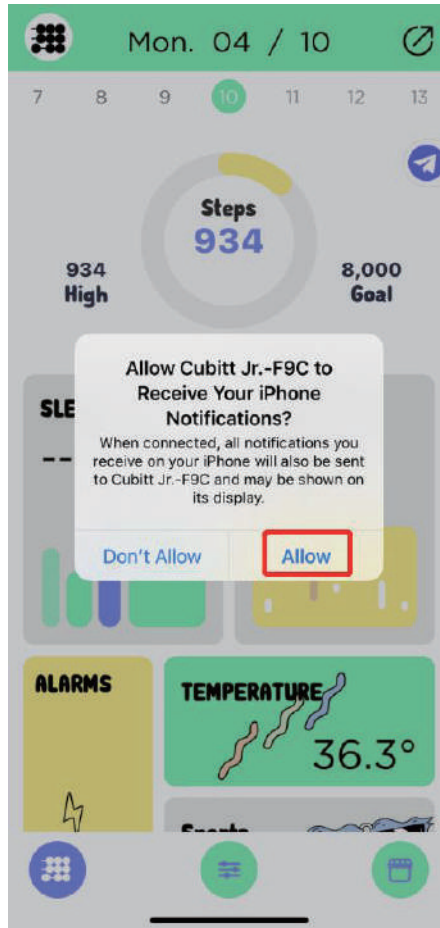 Mon. 04 / 10
7 8 9 10 11 12 13
Steps
934
934
High
8,000
Goal
Allow Cubitt Jr.-F9C to
Receive Your iPhone
Notifications?
When connected, all notifications you
receive on your iPhone will also be sent
to Cubitt Jr.-F9C and may be shown on
its display.
Don't Allow Allow
SLE
--
ALARMS
TEMPERATURE
36.3°
Sports